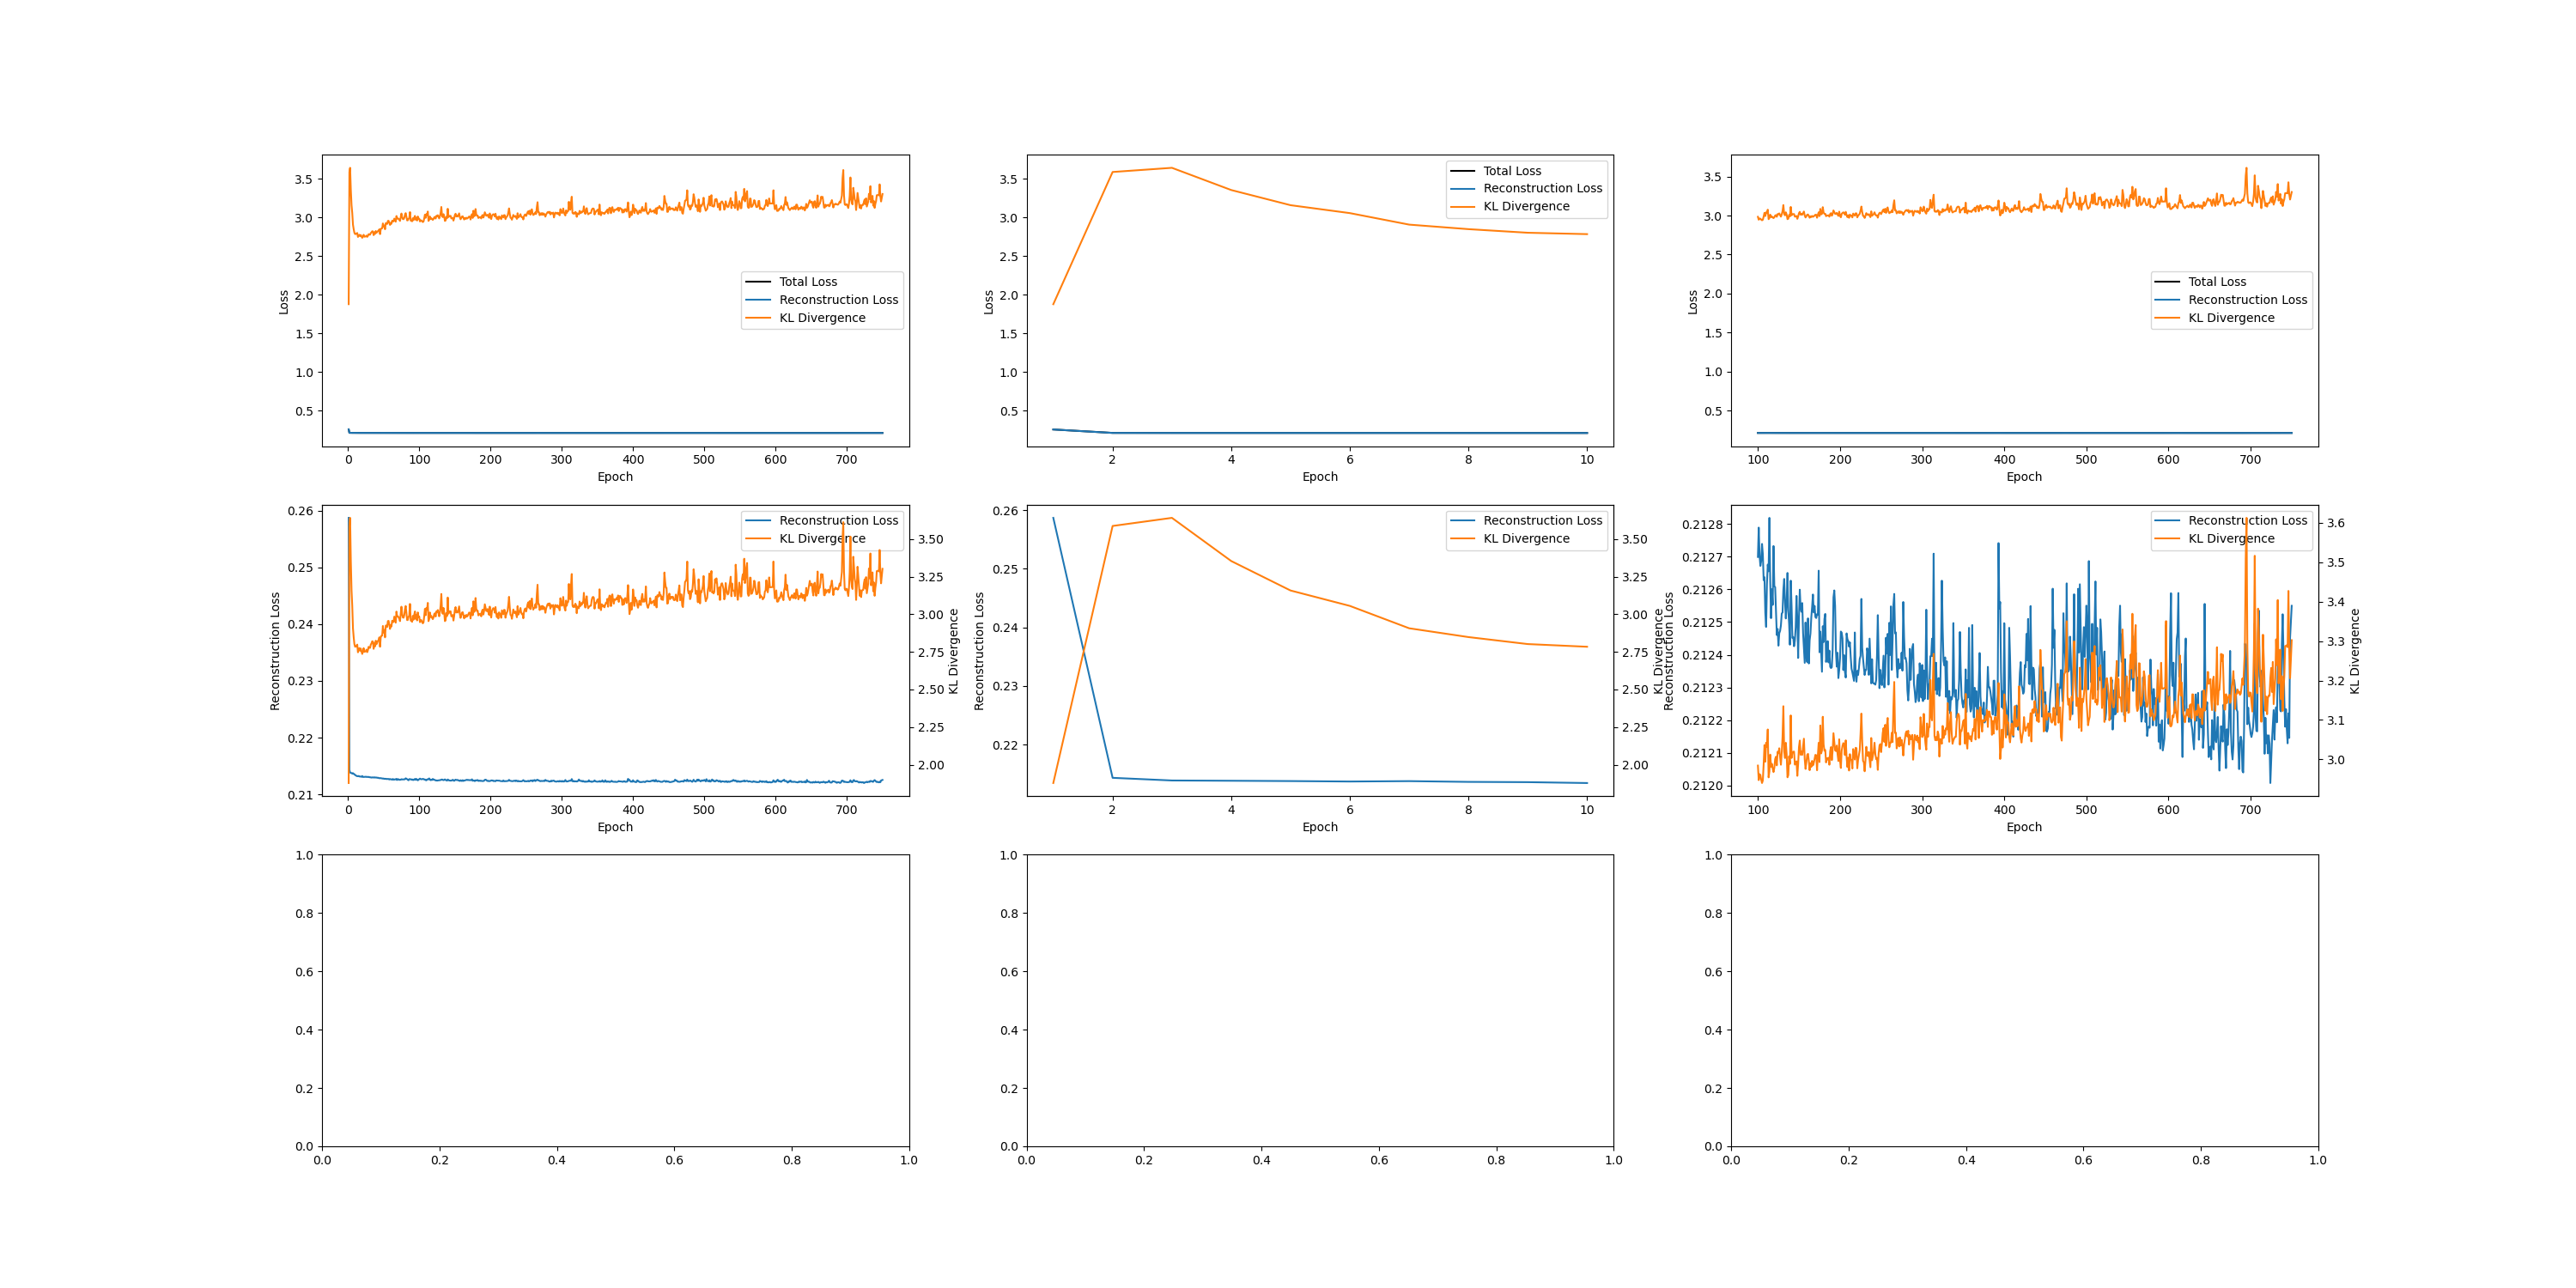 3.5
3.0
2.5
2.0
1.5
1.0
0.5
Loss
Total Loss
Reconstruction Loss
KL Divergence
0 100 200 300 400 500 600 700
Epoch
3.5
3.0
2.5
2.0
1.5
1.0
0.5
Loss
Total Loss
Reconstruction Loss
KL Divergence
2 4 6 8 10
Epoch
3.5
3.0
2.5
2.0
1.5
1.0
0.5
Loss
Total Loss
Reconstruction Loss
KL Divergence
100 200 300 400 500 600 700
Epoch
0.26
0.25
0.24
0.23
0.22
0.21
Reconstruction Loss
Reconstruction Loss
KL Divergence
3.50
3.25
3.00
2.75
2.50
2.25
2.00
KL Divergence
0 100 200 300 400 500 600 700
Epoch
0.26
0.25
0.24
0.23
0.22
Reconstruction Loss
Reconstruction Loss
KL Divergence
3.50
3.25
3.00
2.75
2.50
2.25
2.00
KL Divergence
2 4 6 8 10
Epoch
0.2128
0.2127
0.2126
0.2125
0.2124
0.2123
0.2122
0.2121
0.2120
Reconstruction Loss
Reconstruction Loss
KL Divergence
3.6
3.5
3.4
3.3
3.2
3.1
3.0
KL Divergence
100 200 300 400 500 600 700
Epoch
1.0
0.8
0.6
0.4
0.2
0.0
0.0 0.2 0.4 0.6 0.8 1.0
1.0
0.8
0.6
0.4
0.2
0.0
0.0 0.2 0.4 0.6 0.8 1.0
1.0
0.8
0.6
0.4
0.2
0.0
0.0 0.2 0.4 0.6 0.8 1.0